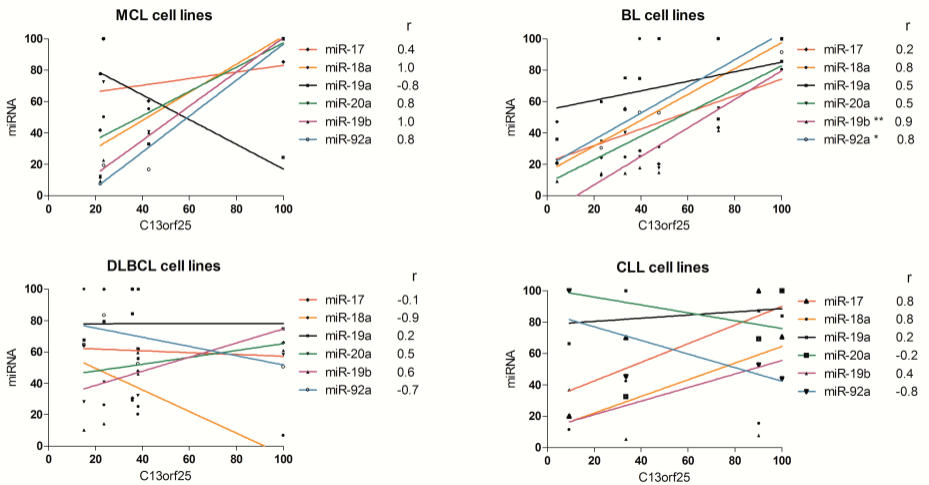 MCL cell lines
r
miR-17 0.4
miR-18a 1.0
miR-19a -0.8
miR-20a 0.8
miR-19b 1.0
miR-92a 0.8
miRNA
100
80
60
40
20
0
0 20 40 60 80 100
C13orf25
BL cell lines
r
miR-17 0.2
miR-18a 0.8
miR-19a 0.5
miR-20a 0.5
miR-19b ** 0.9
miR-92a * 0.8
miRNA
100
80
60
40
20
0
0 20 40 60 80 100
C13orf25
DLBCL cell lines
r
miR-17 -0.1
miR-18a -0.9
miR-19a 0.2
miR-20a 0.5
miR-19b 0.6
miR-92a -0.7
miRNA
100
80
60
40
20
0
0 20 40 60 80 100
C13orf25
CLL cell lines
r
miR-17 0.8
miR-18a 0.8
miR-19a 0.2
miR-20a -0.2
miR-19b 0.4
miR-92a -0.8
miRNA
100
80
60
40
20
0
0 20 40 60 80 100
C13orf25